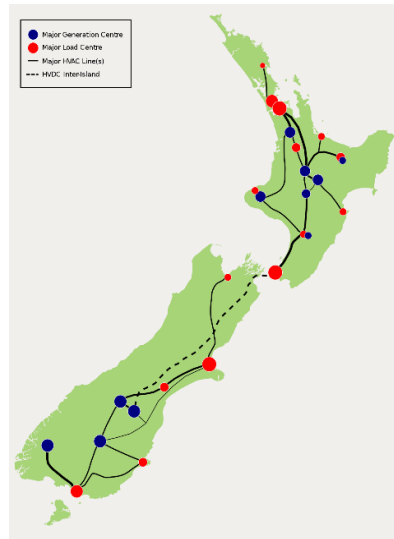 Major Generation Centre
Major Load Centre
Major HVAC Line(s)
HVDC InterIsland